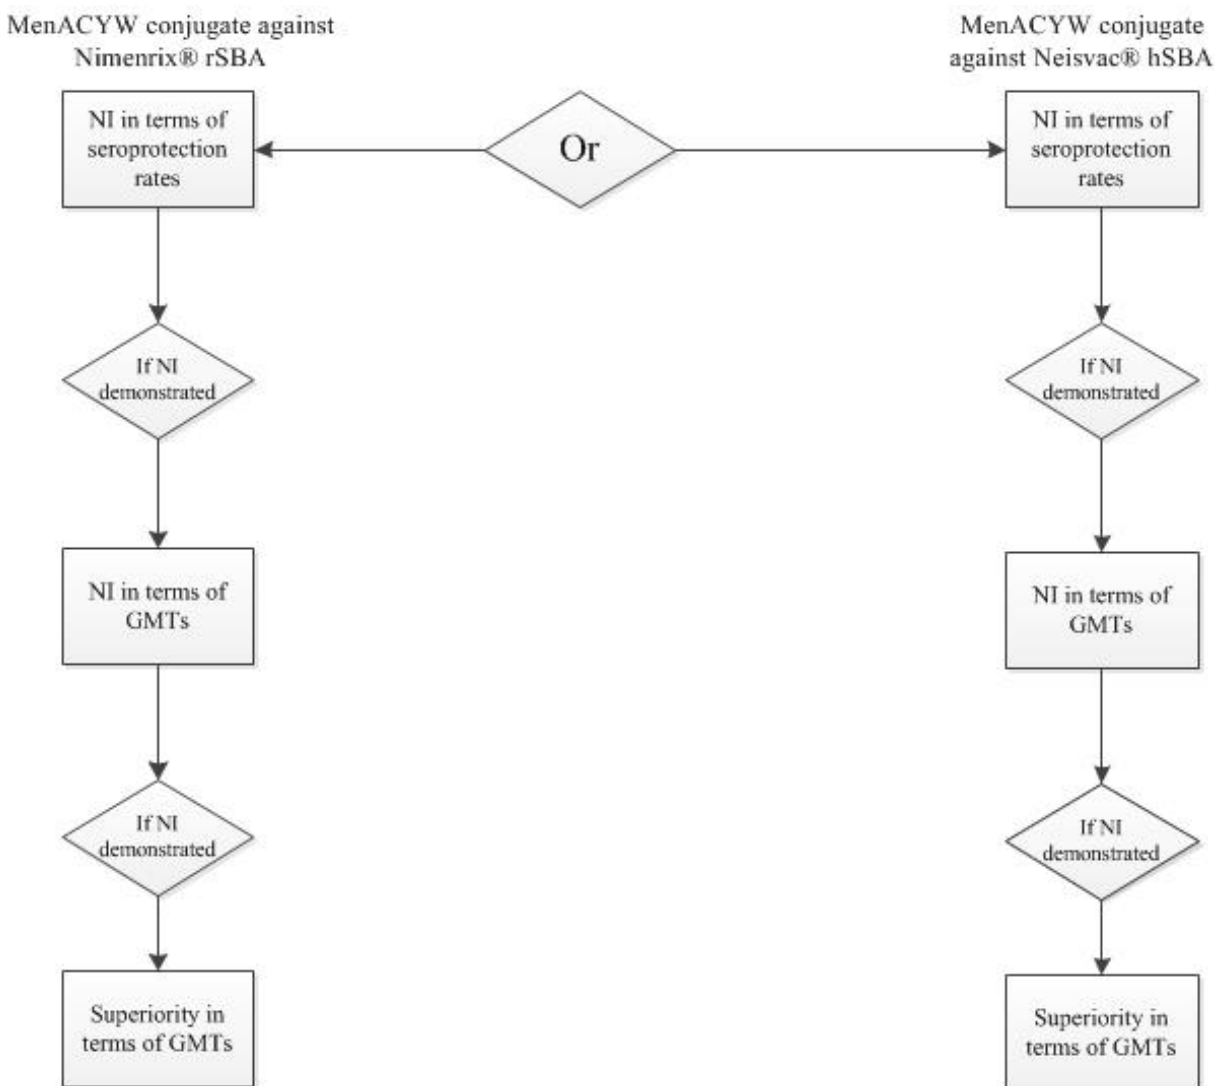 MenACYW conjugate against
Nimenrix® rSBA
MenACYW conjugate
against Neisvac® hSBA
NI in terms of
seroprotection
rates
Or
NI in terms of
seroprotection
rates
If NI
demonstrated
If NI
demonstrated
NI in terms of
GMTs
NI in terms of
GMTs
If NI
demonstrated
If NI
demonstrated
Superiority in
terms of GMTs
Superiority in
terms of GMTs